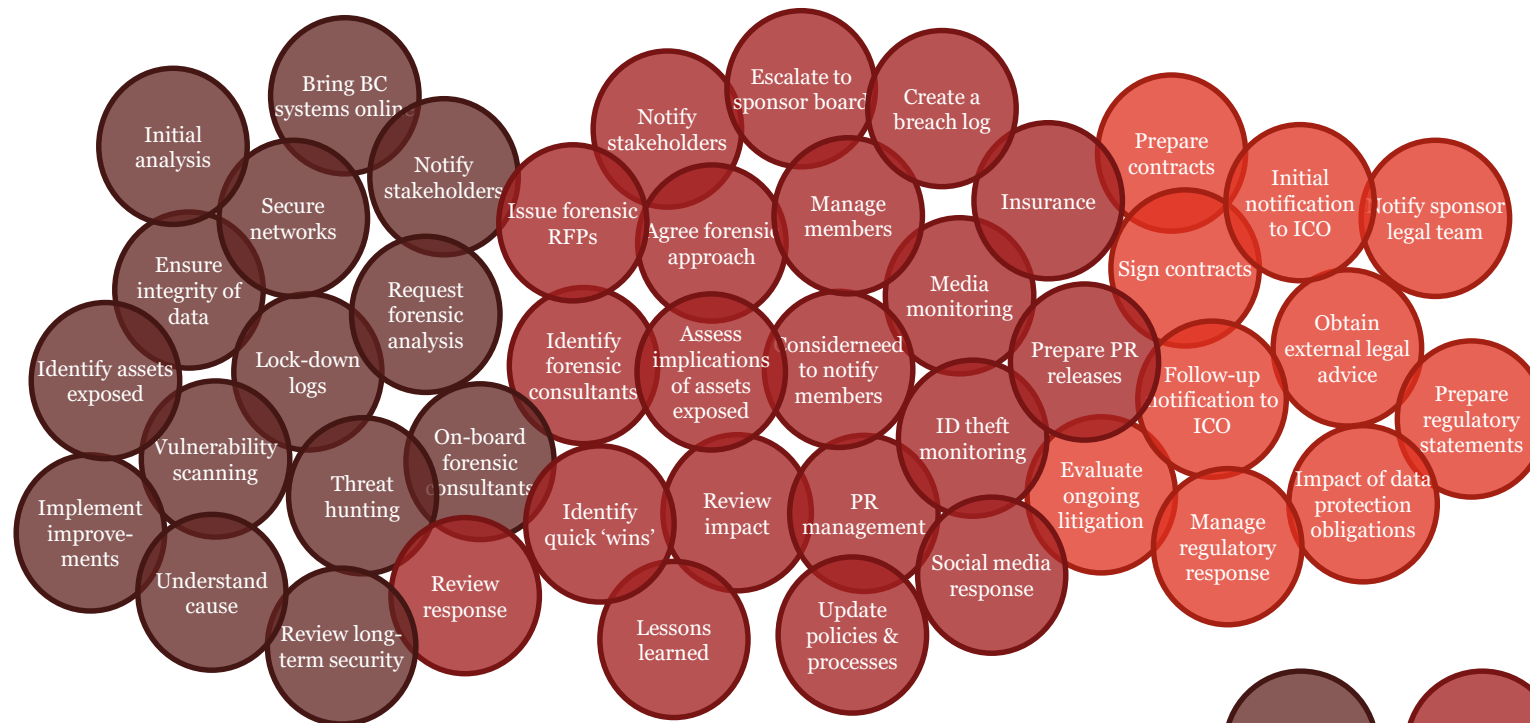 Initial
analysis
Bring BC
systems online
Notify
stakeholders
Secure
networks
Ensure
integrity of
data
Request
forensic
analysis
Identify assets
exposed
Lock-down
logs
Vulnerability
scanning
Threat
hunting
On-board
forensic
consultants
Implement
improve-
ments
Understand
cause
Review long-
term security
Review
response
Notify
stakeholders
Escalate to
sponsor board
Create a
breach log
Issue forensic
RFPs
Agree forensic
approach
Manage
members
Insurance
Identify
forensic
consultants
Assess
implications
of assets
exposed
Considerneed
to notify
members
Media
monitoring
Prepare PR
releases
ID theft
monitoring
Identify
quick ‘wins’
Review
impact
PR
management
Social media
response
Lessons
learned
Update
policies &
processes
Prepare
contracts
Initial
notification
to ICO
Notify sponsor
legal team
Sign contracts
Obtain
external legal
advice
Follow-up
notification to
ICO
Prepare
regulatory
statements
Evaluate
ongoing
litigation
Manage
regulatory
response
Impact of data
protection
obligations